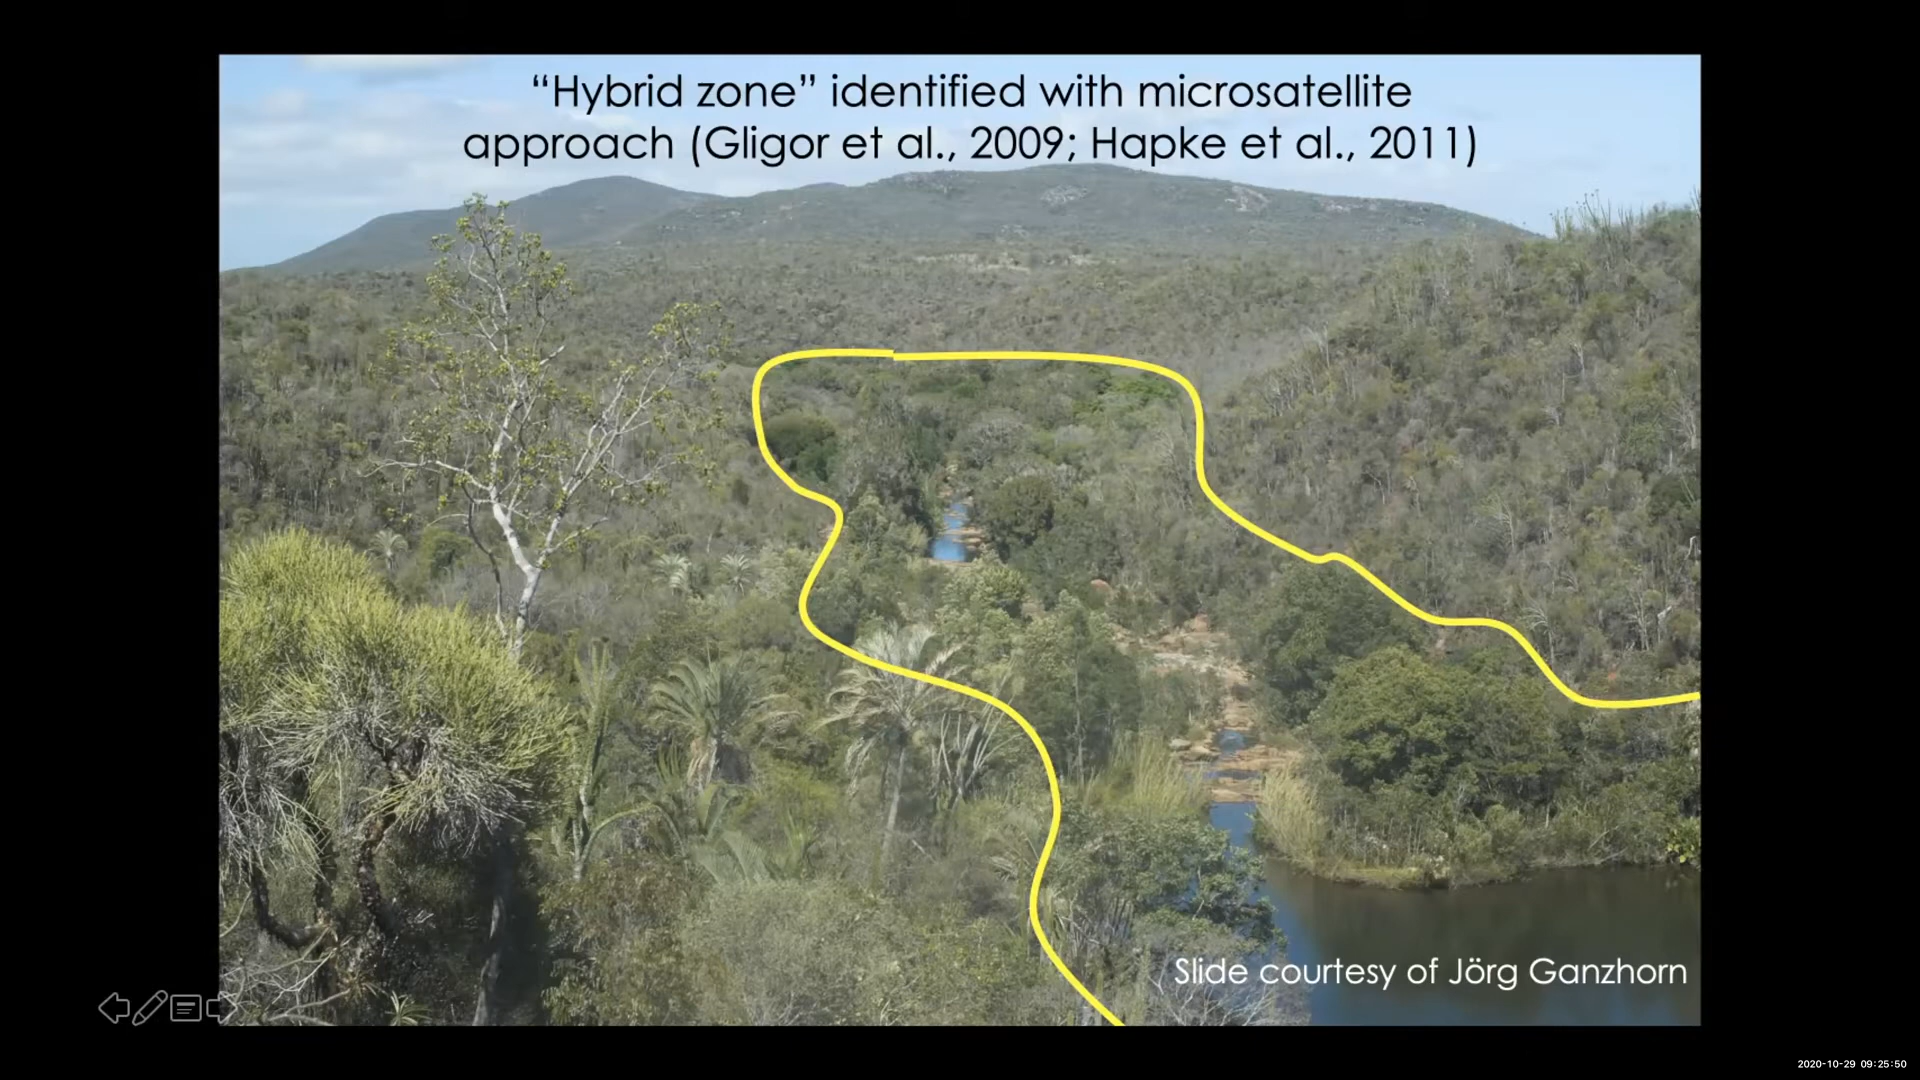 “Hybrid zone” identified with microsatellite
approach (Gligor et al., 2009; Hapke et al., 2011)
Slide courtesy of Jörg Ganzhorn
2020-10-29 09:25:50